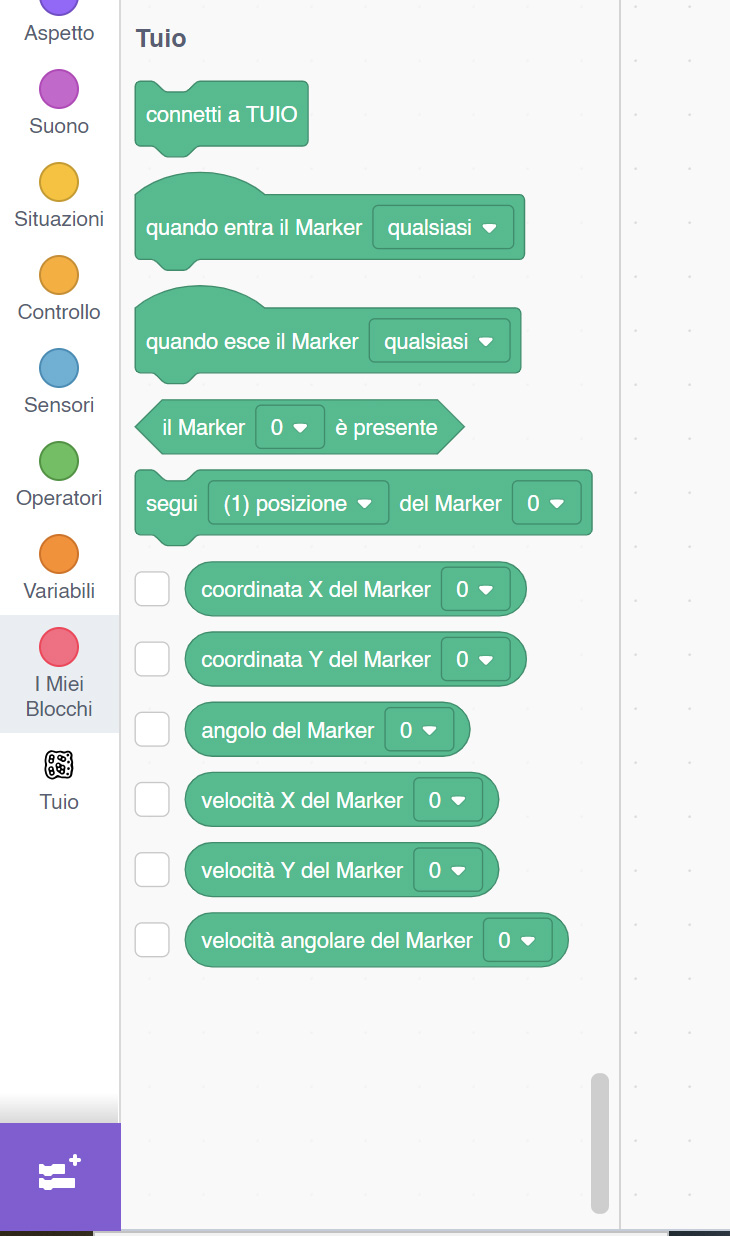 Aspetto
Suono
Situazioni
Controllo
Sensori
Operatori
Variabili
I Miei
Blocchi
Tuio
Tuio
connetti a TUIO
quando entra il Marker qualsiasi
quando esce il Marker qualsiasi
il Marker 0 è presente
segui (1) posizione del Marker 0
coordinata X del Marker 0
coordinata Y del Marker 0
angolo del Marker 0
velocità X del Marker 0
velocità Y del Marker 0
velocità angolare del Marker 0